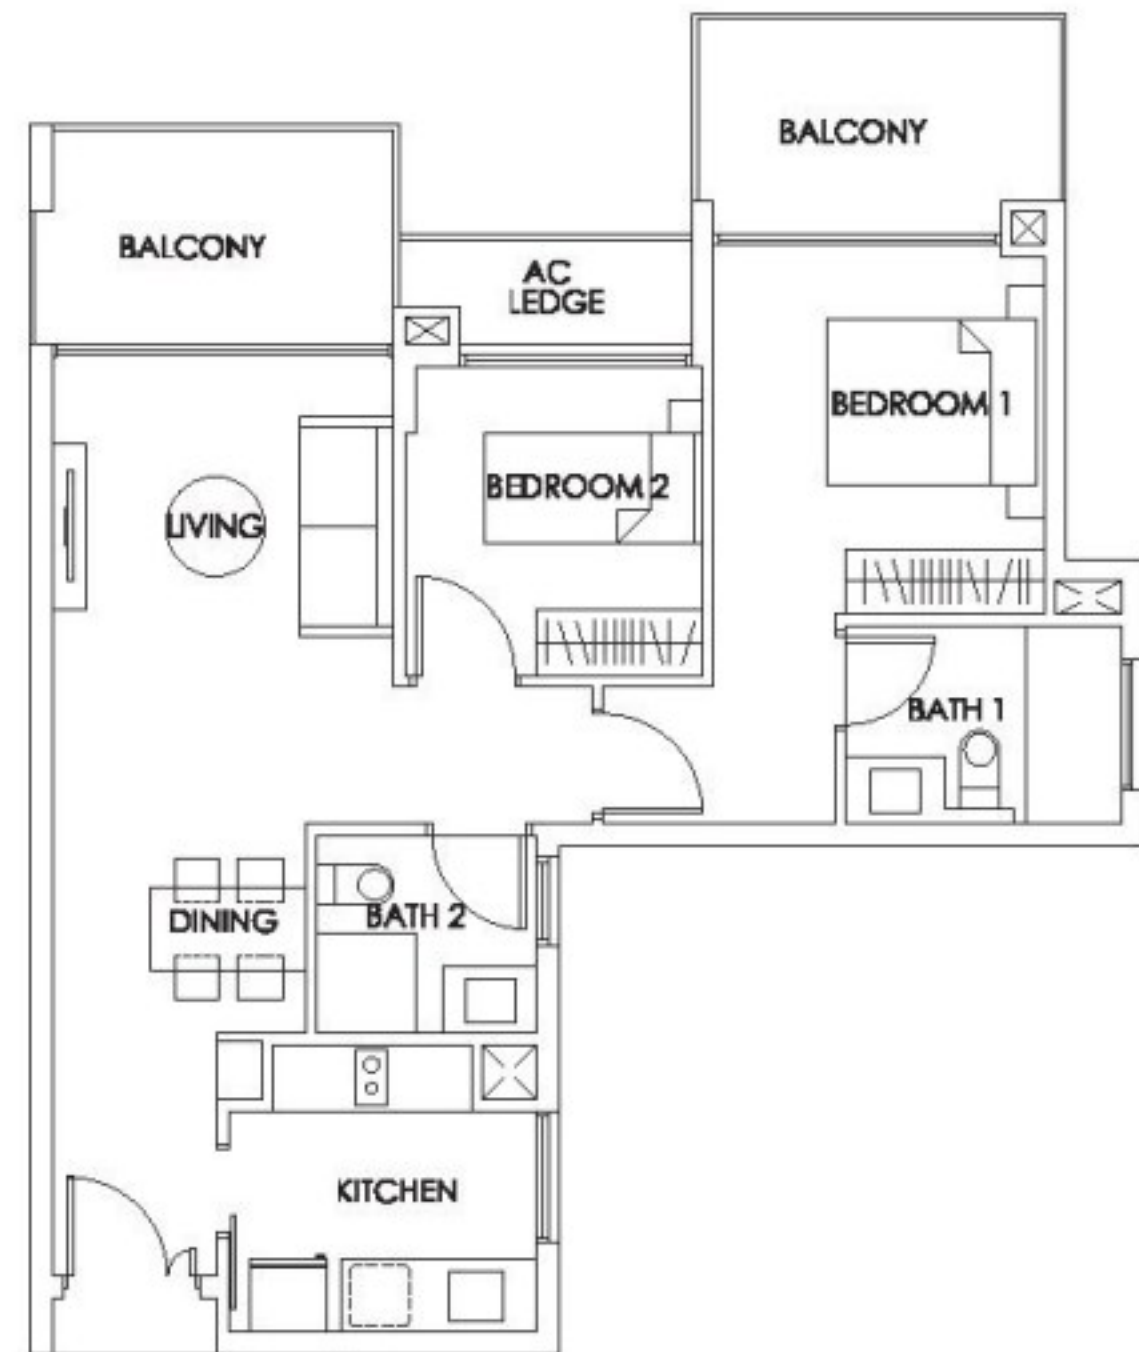 BALCONY
BALCONY
AC
LEDGE
BEDROOM 1
BEDROOM 2
LIVING
BATH 1
DINING
BATH 2
KITCHEN